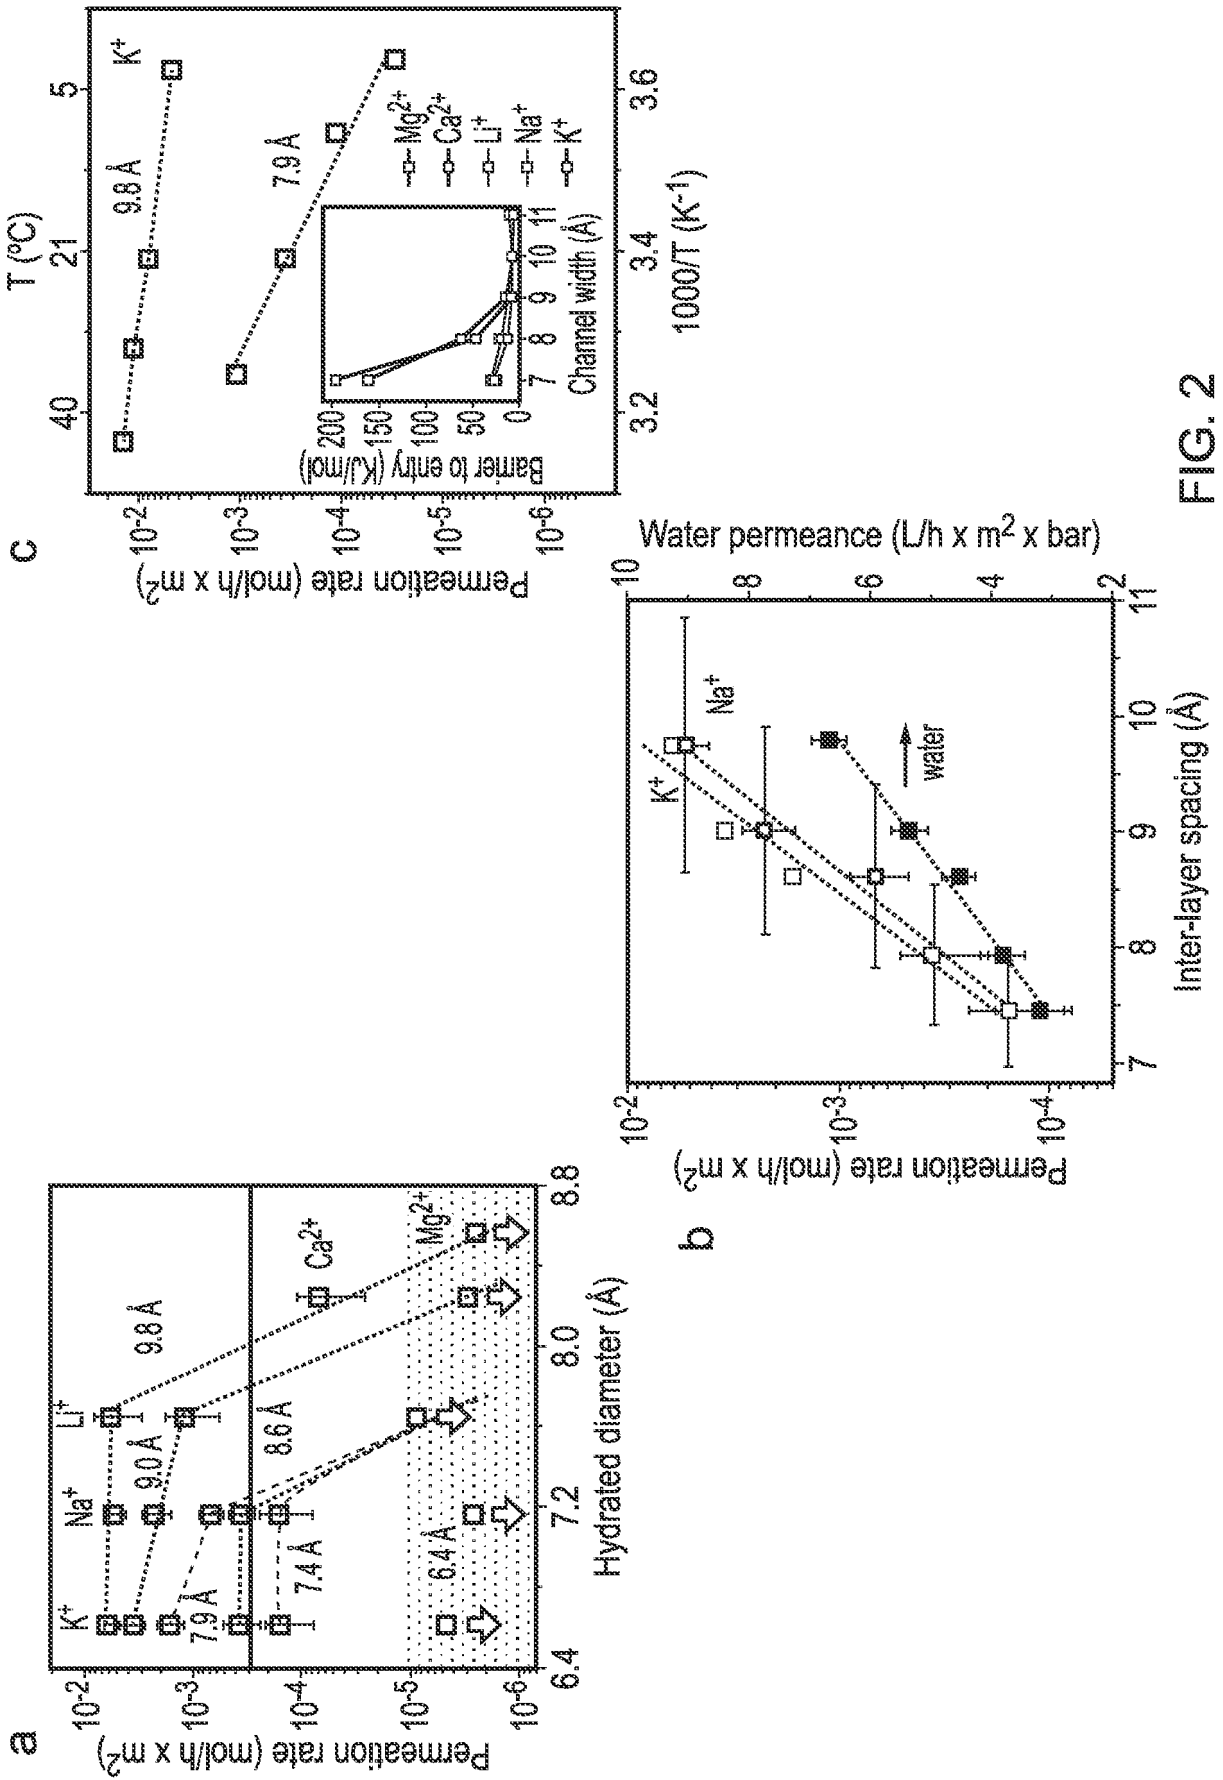 a
Permeation rate (mol/h x m²)
10⁻²
10⁻³
10⁻⁴
10⁻⁵
10⁻⁶
K⁺
Na⁺
Li⁺
9.8 Å
9.0 Å
8.6 Å
7.9 Å
7.4 Å
6.4 Å
Ca²⁺
Mg²⁺
6.4 7.2 8.0 8.8
Hydrated diameter (Å)
b
Permeation rate (mol/h x m²)
10⁻²
10⁻³
10⁻⁴
K⁺
Na⁺
water
7 8 9 10 11
Inter-layer spacing (Å)
10
8
6
4
2
Water permeance (L/h x m² x bar)
c
T (ºC)
40 21 5
Permeation rate (mol/h x m²)
10⁻²
10⁻³
10⁻⁴
10⁻⁵
10⁻⁶
K⁺
9.8 Å
7.9 Å
Barrier to entry (KJ/mol)
200
150
100
50
0
7 8 9 10 11
Channel width (Å)
Mg²⁺
Ca²⁺
Li⁺
Na⁺
K⁺
3.2 3.4 3.6
1000/T (K⁻¹)
FIG. 2